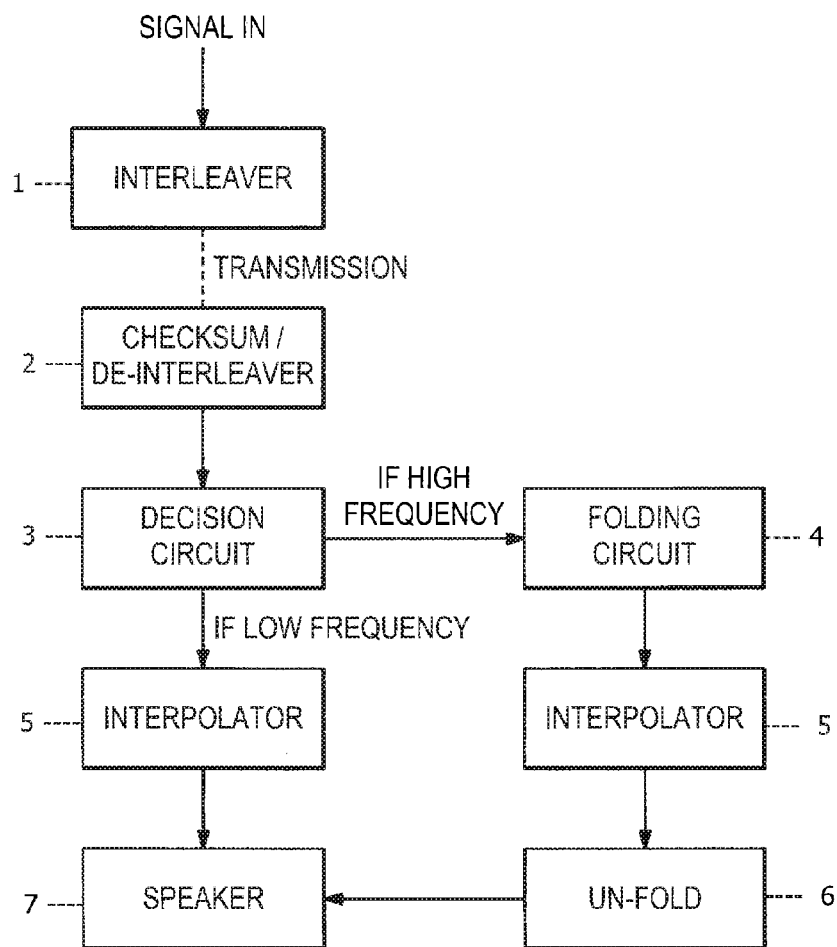 SIGNAL IN
1
INTERLEAVER
TRANSMISSION
2
CHECKSUM /
DE-INTERLEAVER
3
DECISION
CIRCUIT
IF HIGH
FREQUENCY
FOLDING
CIRCUIT
4
IF LOW FREQUENCY
5
INTERPOLATOR
INTERPOLATOR
5
7
SPEAKER
UN-FOLD
6